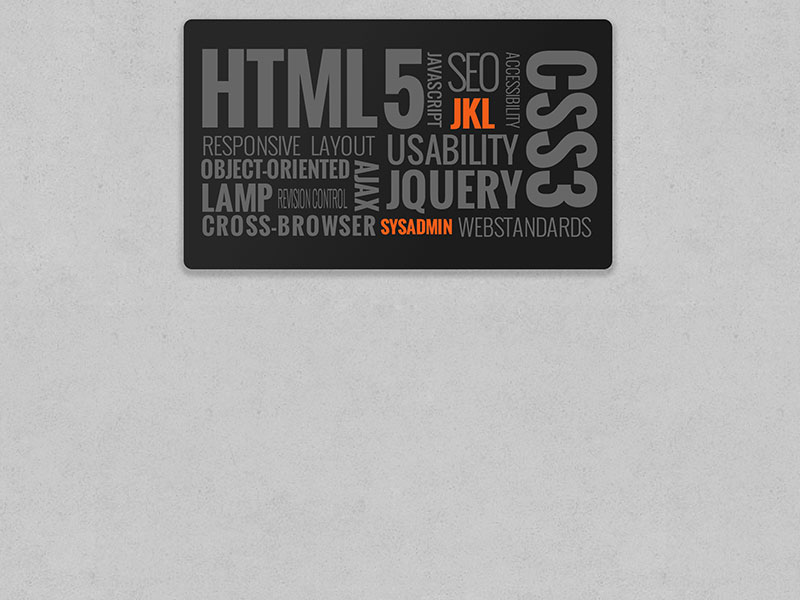 HTML5
JAVASCRIPT
SEO
ACCESSIBILITY
CSS3
JKL
RESPONSIVE LAYOUT
USABILITY
OBJECT-ORIENTED
AJAX
JQUERY
LAMP
REVISION CONTROL
CROSS-BROWSER
SYSADMIN
WEBSTANDARDS